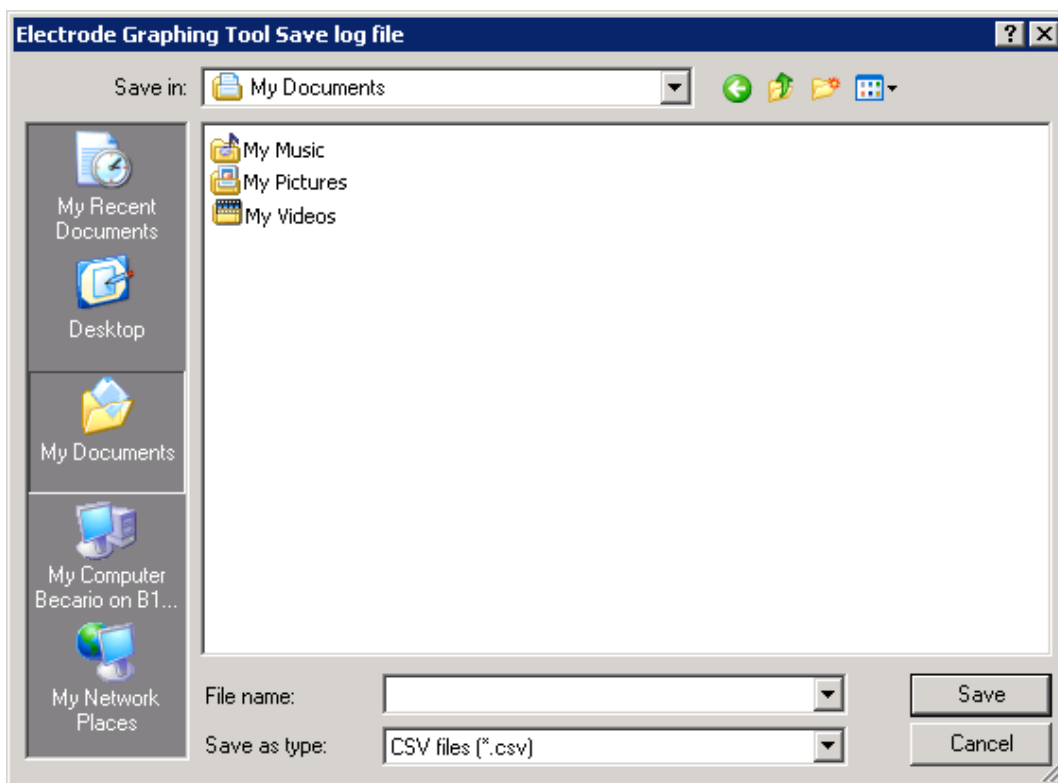 Electrode Graphing Tool Save log file
Save in:
My Documents
My Recent
Documents
Desktop
My Documents
My Computer
Becario on B1...
My Network
Places
My Music
My Pictures
My Videos
File name:
Save
Save as type:
CSV files (*.csv)
Cancel